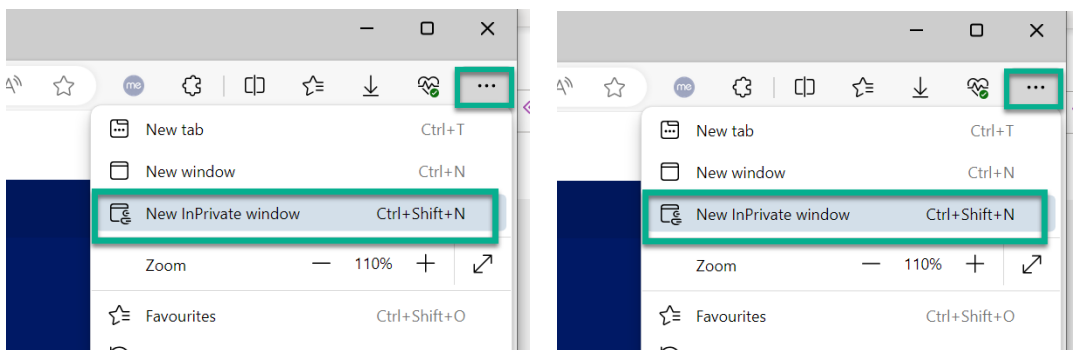 A
me
New tab Ctrl+T
New window Ctrl+N
New InPrivate window Ctrl+Shift+N
Zoom 110%
Favourites Ctrl+Shift+O
A
me
New tab Ctrl+T
New window Ctrl+N
New InPrivate window Ctrl+Shift+N
Zoom 110%
Favourites Ctrl+Shift+O